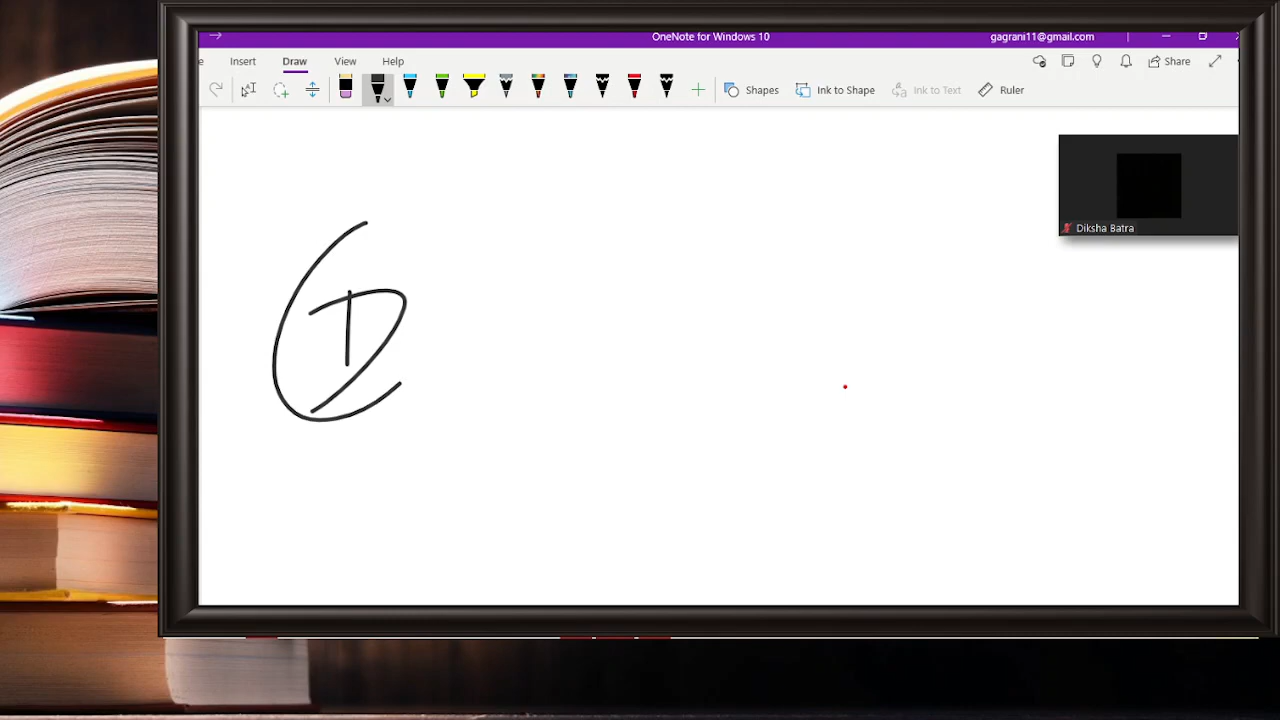 OneNote for Windows 10 gagrani11@gmail.com
Insert Draw View Help Share
Shapes Ink to Shape Ink to Text Ruler
Diksha Batra
D